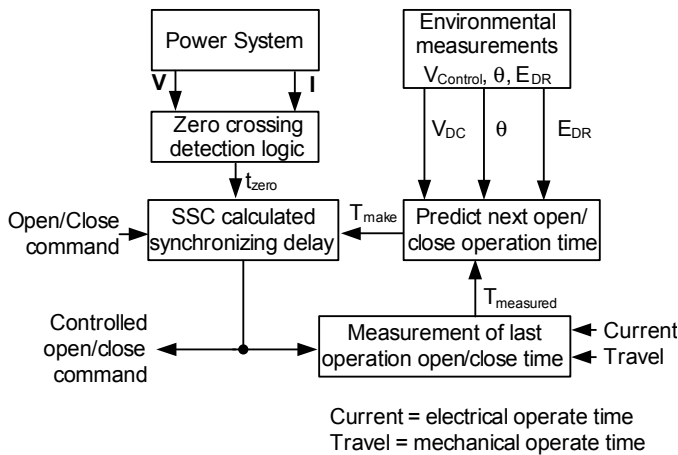 Power System
Environmental
measurements
V_Control, θ, E_DR
V
I
V_DC
θ
E_DR
Zero crossing
detection logic
t_zero
Open/Close
command
SSC calculated
synchronizing delay
T_make
Predict next open/
close operation time
T_measured
Controlled
open/close
command
Measurement of last
operation open/close time
Current
Travel
Current = electrical operate time
Travel = mechanical operate time